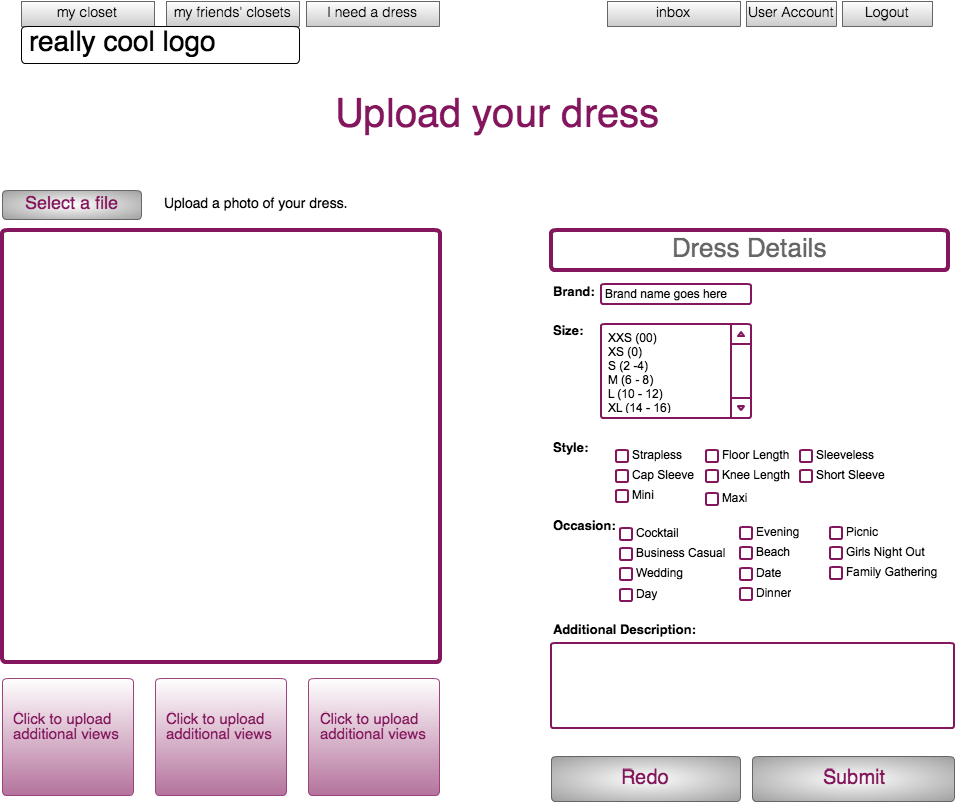 my closet
my friends' closets
I need a dress
inbox
User Account
Logout
really cool logo
Upload your dress
Select a file
Upload a photo of your dress.
Click to upload
additional views
Click to upload
additional views
Click to upload
additional views
Dress Details
Brand: Brand name goes here
Size:
XXS (00)
XS (0)
S (2 -4)
M (6 - 8)
L (10 - 12)
XL (14 - 16)
Style:
Strapless Floor Length Sleeveless
Cap Sleeve Knee Length Short Sleeve
Mini Maxi
Occasion:
Cocktail Evening Picnic
Business Casual Beach Girls Night Out
Wedding Date Family Gathering
Day Dinner
Additional Description:
Redo
Submit